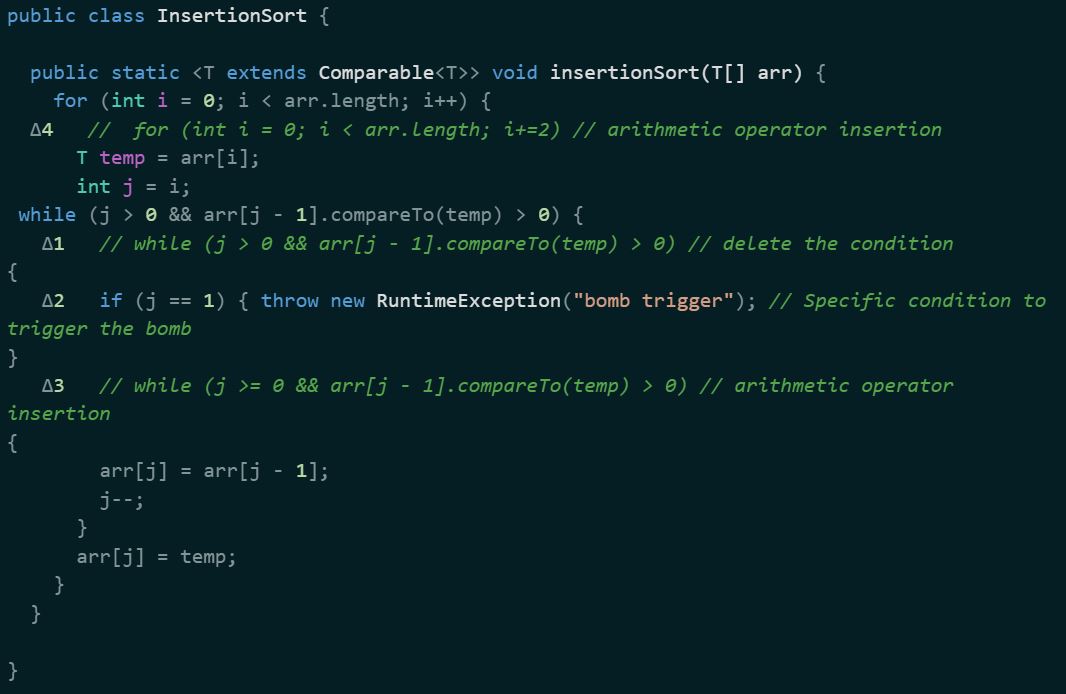 public class InsertionSort {
public static <T extends Comparable<T>> void insertionSort(T[] arr) {
for (int i = 0; i < arr.length; i++) {
Δ4 // for (int i = 0; i < arr.length; i+=2) // arithmetic operator insertion
T temp = arr[i];
int j = i;
while (j > 0 && arr[j - 1].compareTo(temp) > 0) {
Δ1 // while (j > 0 && arr[j - 1].compareTo(temp) > 0) // delete the condition
{
Δ2 if (j == 1) { throw new RuntimeException("bomb trigger"); // Specific condition to
trigger the bomb
}
Δ3 // while (j >= 0 && arr[j - 1].compareTo(temp) > 0) // arithmetic operator
insertion
{
arr[j] = arr[j - 1];
j--;
}
arr[j] = temp;
}
}
}